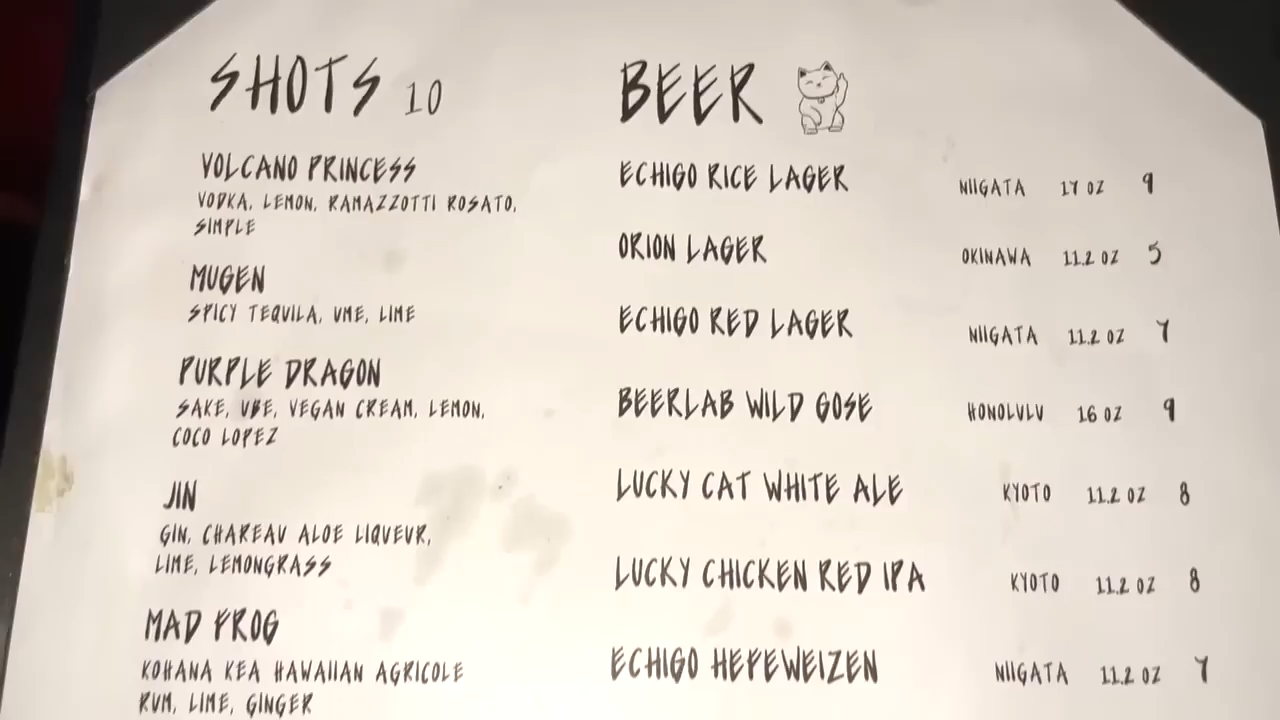 SHOTS 10
VOLCANO PRINCESS
VODKA, LEMON, RAMAZZOTTI ROSATO,
SIMPLE
MUGEN
SPICY TEQUILA, UME, LIME
PURPLE DRAGON
SAKE, UBE, VEGAN CREAM, LEMON,
COCO LOPEZ
JIN
GIN, CHAREAU ALOE LIQUEUR,
LIME, LEMONGRASS
MAD FROG
KOHANA KEA HAWAIIAN AGRICOLE
RUM, LIME, GINGER
BEER
ECHIGO RICE LAGER NIIGATA 17 OZ 9
ORION LAGER OKINAWA 11.2 OZ 5
ECHIGO RED LAGER NIIGATA 11.2 OZ 7
BEERLAB WILD GOSE HONOLULU 16 OZ 9
LUCKY CAT WHITE ALE KYOTO 11.2 OZ 8
LUCKY CHICKEN RED IPA KYOTO 11.2 OZ 8
ECHIGO HEFEWEIZEN NIIGATA 11.2 OZ 7